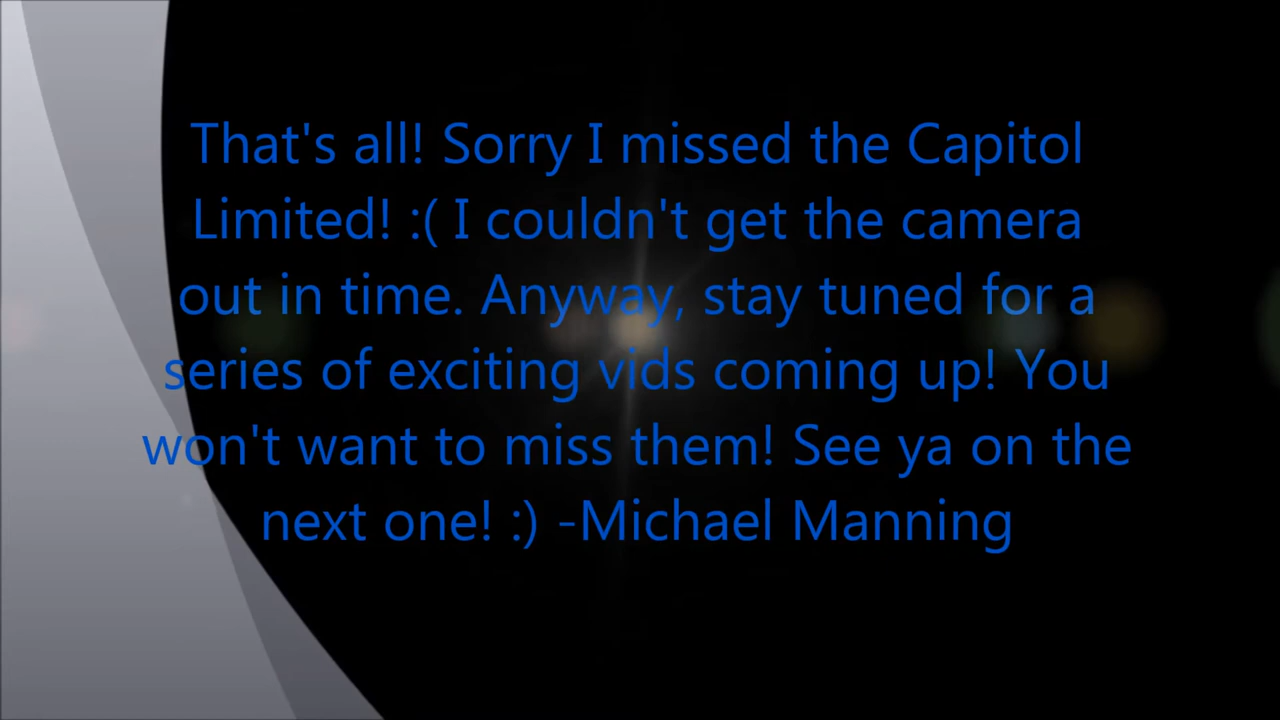 That's all! Sorry I missed the Capitol
Limited! :( I couldn't get the camera
out in time. Anyway, stay tuned for a
series of exciting vids coming up! You
won't want to miss them! See ya on the
next one! :) -Michael Manning